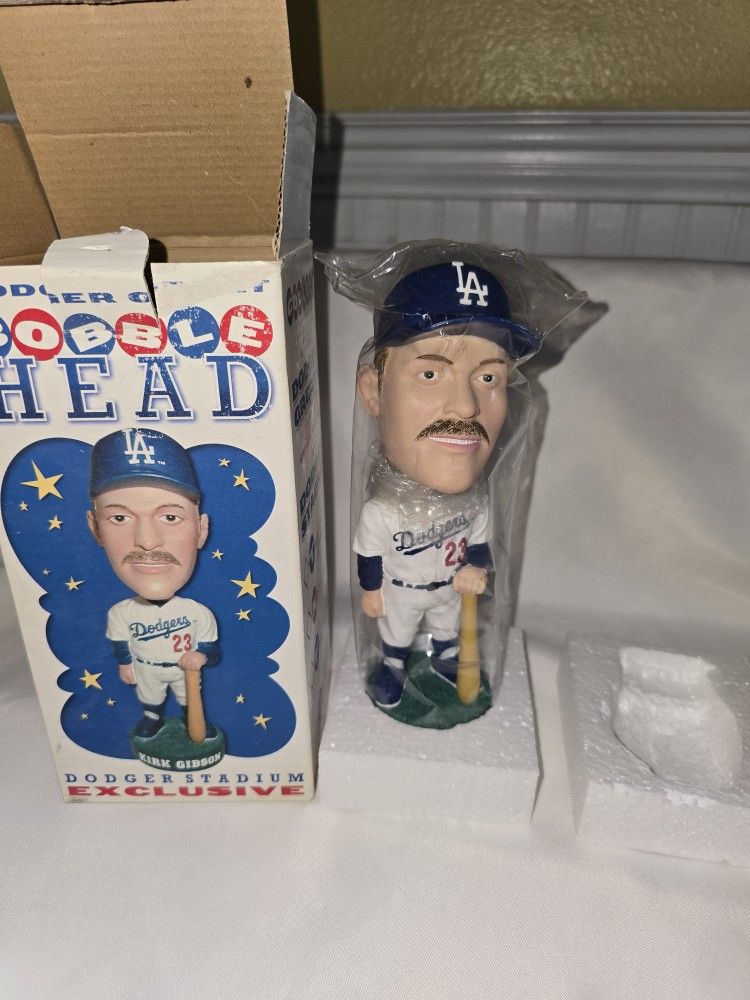 BOBBLE
HEAD
LA
Dodgers
23
KIRK GIBSON
DODGER STADIUM
EXCLUSIVE
LA
Dodgers
23